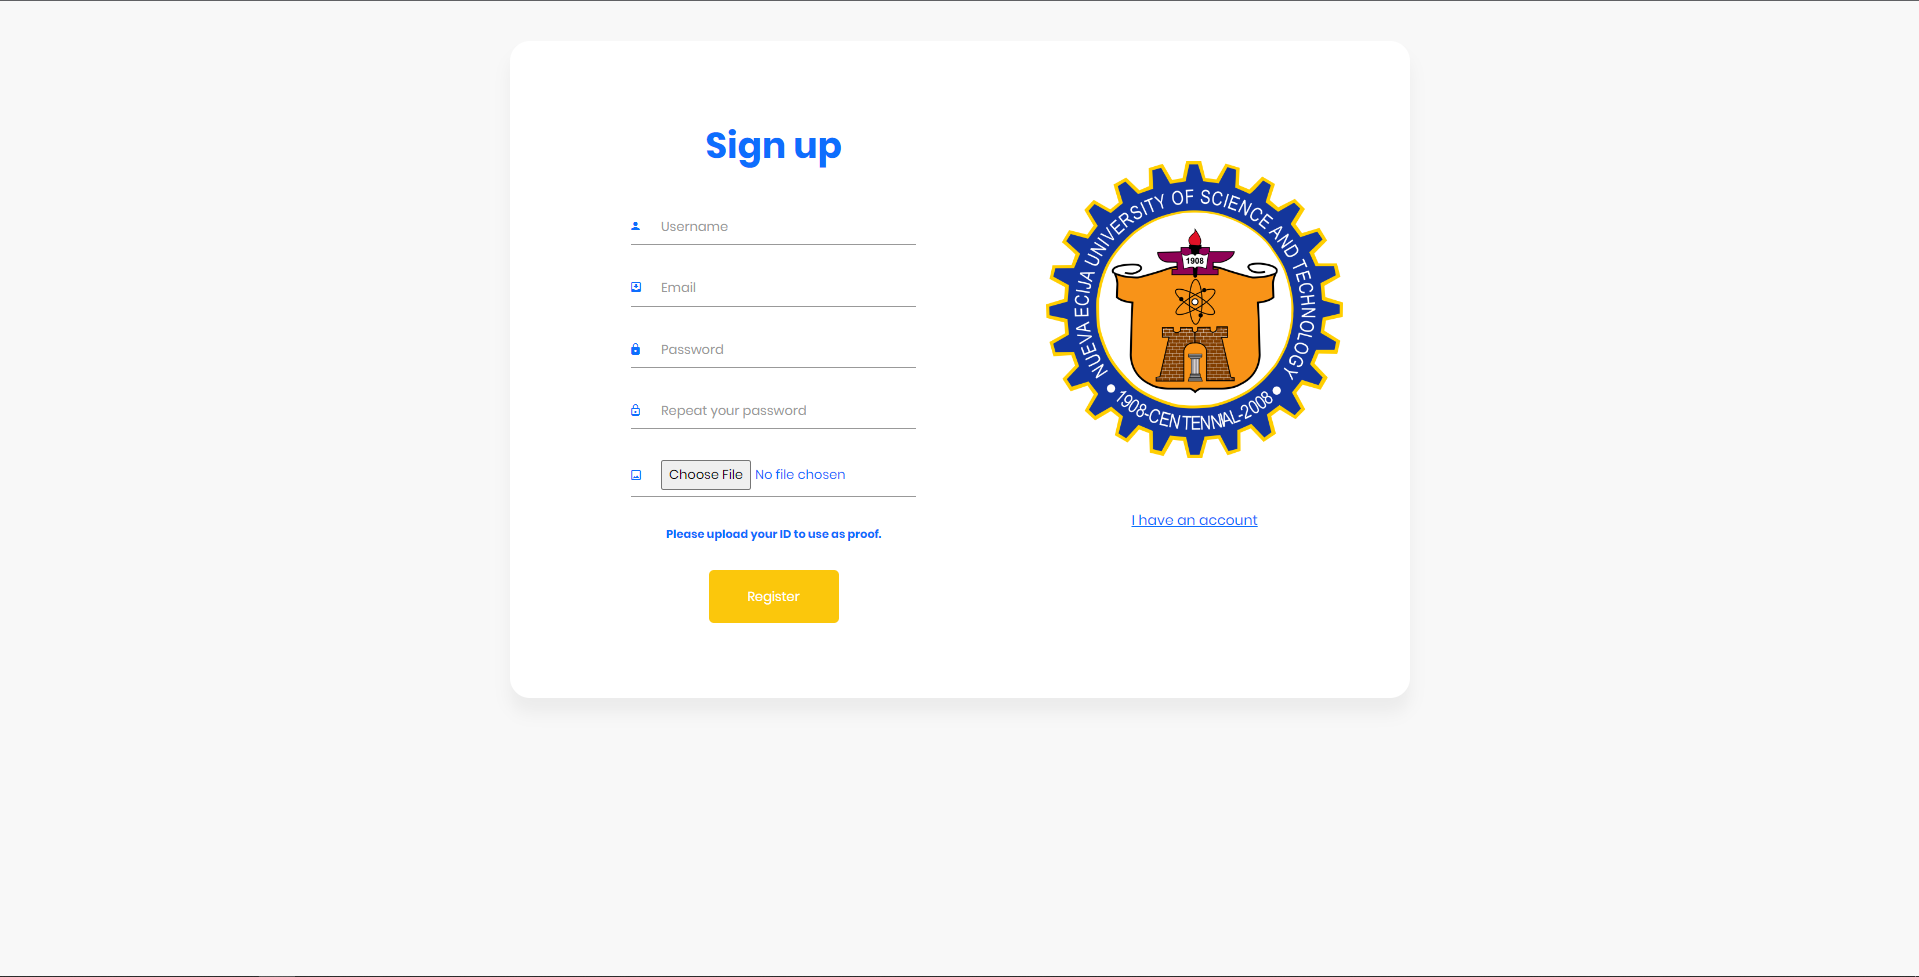 Sign up
Username
Email
Password
Repeat your password
Choose File No file chosen
Please upload your ID to use as proof.
Register
NUEVA ECIJA UNIVERSITY OF SCIENCE AND TECHNOLOGY
1908
1908-CENTENNIAL-2008
I have an account